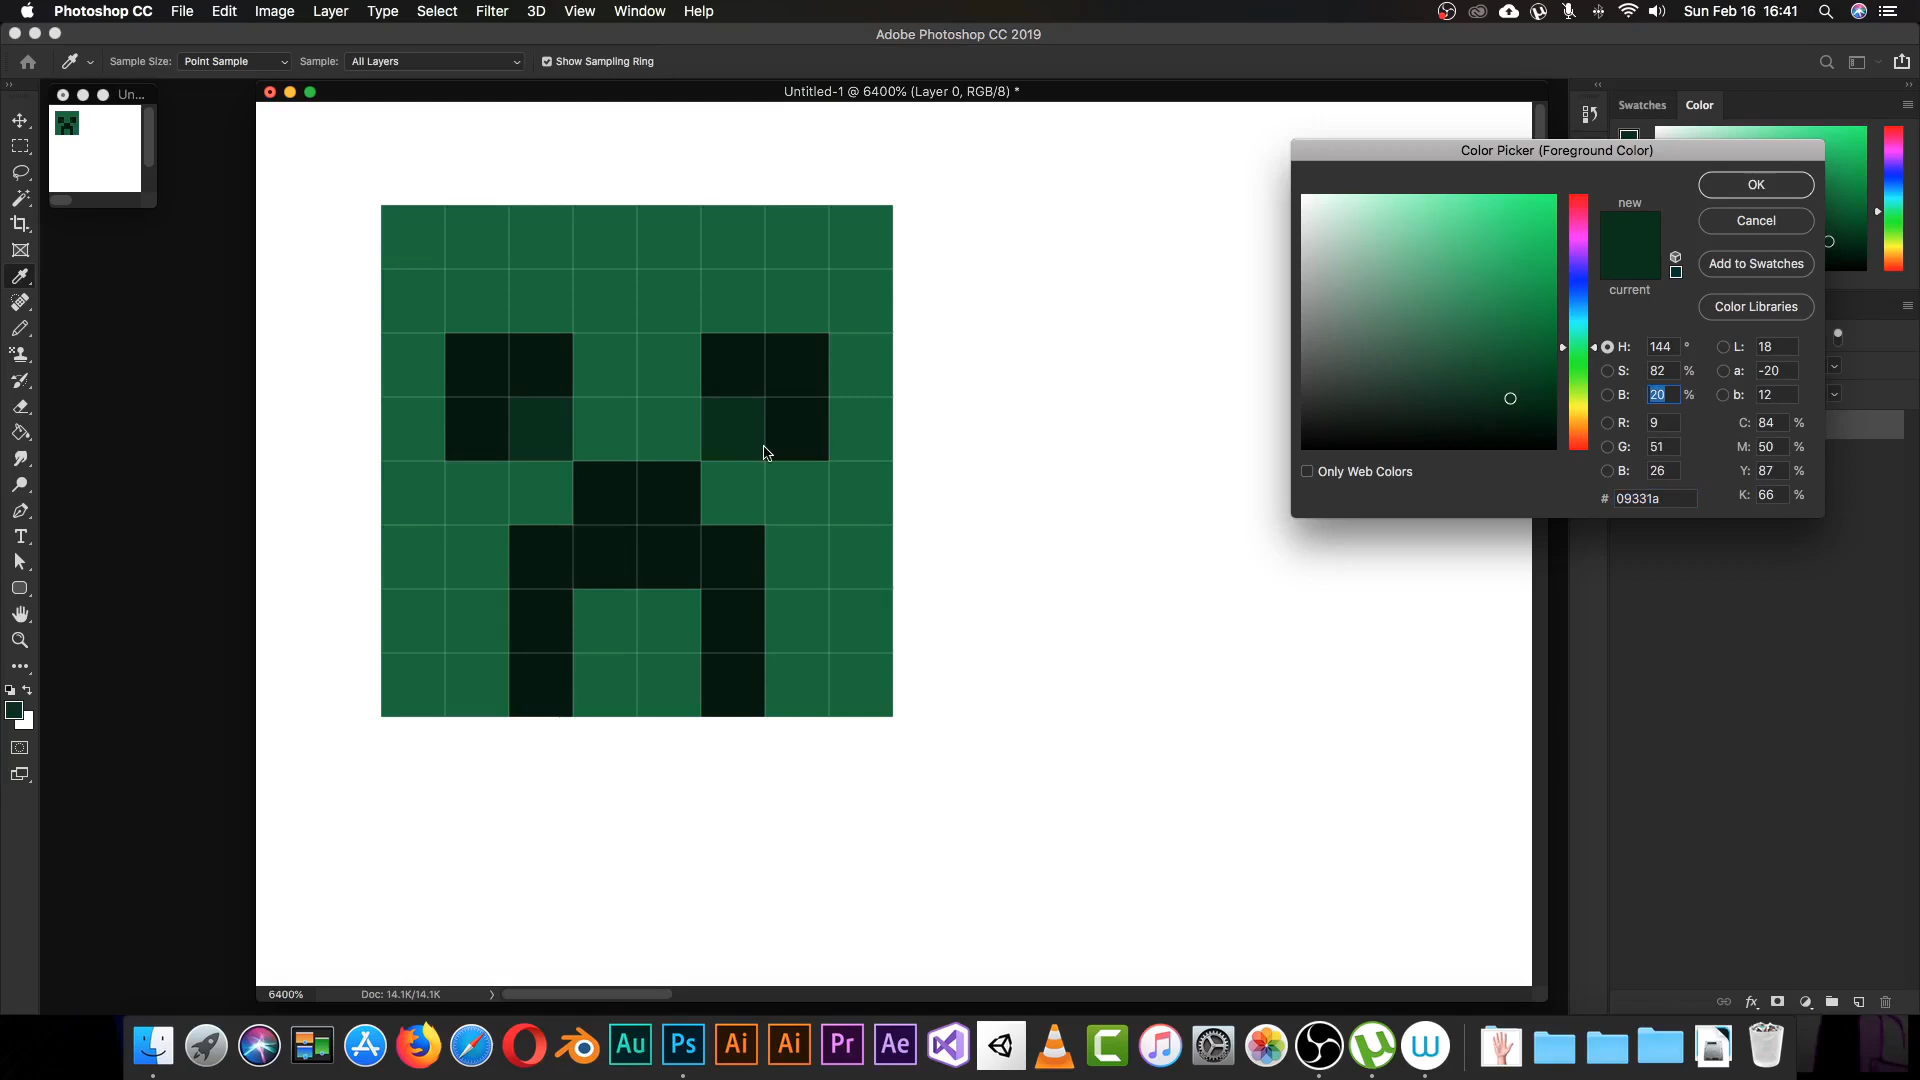 Photoshop CC File Edit Image Layer Type Select Filter 3D View Window Help Sun Feb 16 16:41
Adobe Photoshop CC 2019
Sample Size: Point Sample Sample: All Layers Show Sampling Ring
Un...
Untitled-1 @ 6400% (Layer 0, RGB/8) *
Swatches Color
Color Picker (Foreground Color)
OK
new
Cancel
Add to Swatches
current
Color Libraries
H: 144 ° L: 18
S: 82 % a: -20
B: 20 % b: 12
R: 9 C: 84 %
G: 51 M: 50 %
Only Web Colors
B: 26 Y: 87 %
# 09331a K: 66 %
T
fx
6400% Doc: 14.1K/14.1K
Au Ps Ai Ai Pr Ae C µ W